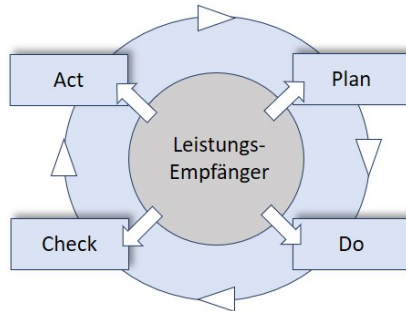 Act
Plan
Leistungs-
Empfänger
Check
Do